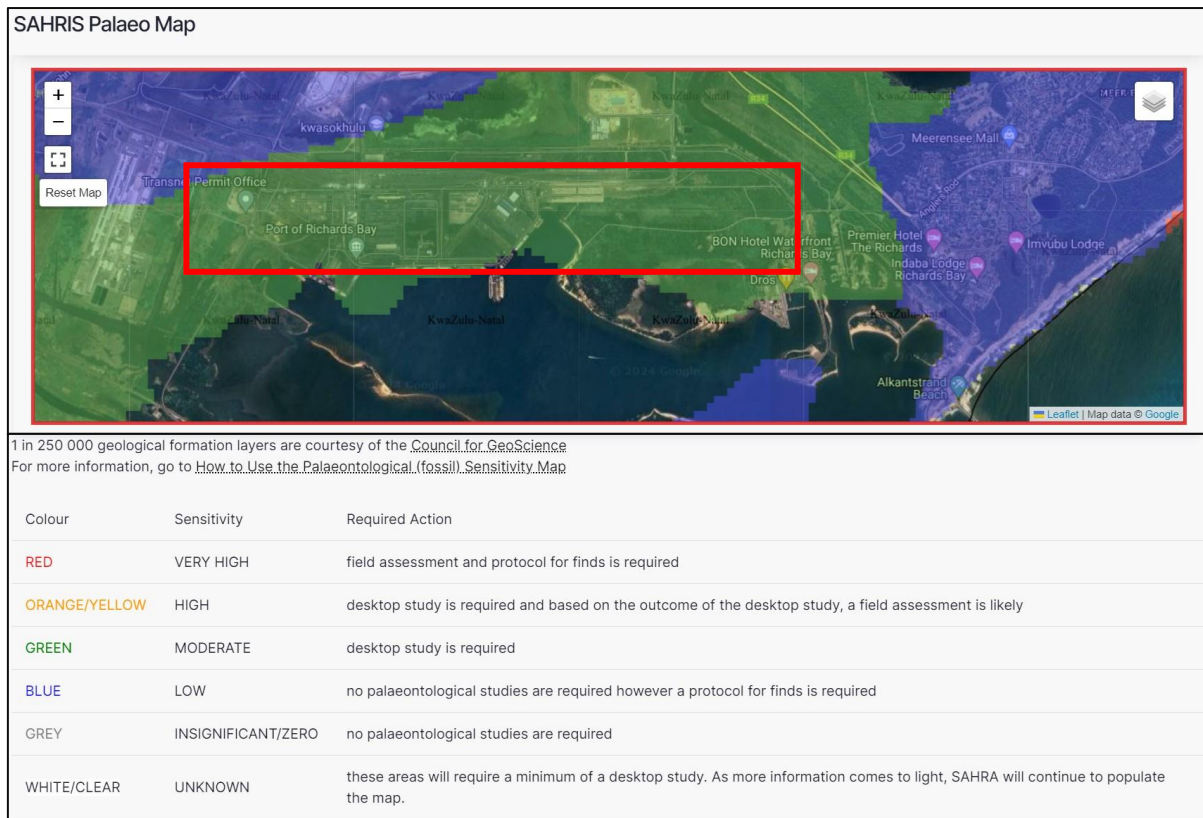 SAHRIS Palaeo Map
+
−
Reset Map
KwaZulu-Natal
R34
KwaZulu-Natal
kwasokhulu
Meerensee Mall
R34
Transnet Permit Office
Port of Richards Bay
BON Hotel Waterfront
Richards Bay
Premier Hotel
The Richards
Imvubu Lodge
Indaba Lodge
Richards Bay
Dros
KwaZulu-Natal
KwaZulu-Natal
KwaZulu-Natal
KwaZulu-Natal
Alkantstrand
Beach
Leaflet | Map data © Google
1 in 250 000 geological formation layers are courtesy of the Council for GeoScience
For more information, go to How to Use the Palaeontological (fossil) Sensitivity Map
Colour Sensitivity Required Action
RED VERY HIGH field assessment and protocol for finds is required
ORANGE/YELLOW HIGH desktop study is required and based on the outcome of the desktop study, a field assessment is likely
GREEN MODERATE desktop study is required
BLUE LOW no palaeontological studies are required however a protocol for finds is required
GREY INSIGNIFICANT/ZERO no palaeontological studies are required
WHITE/CLEAR UNKNOWN these areas will require a minimum of a desktop study. As more information comes to light, SAHRA will continue to populate
the map.